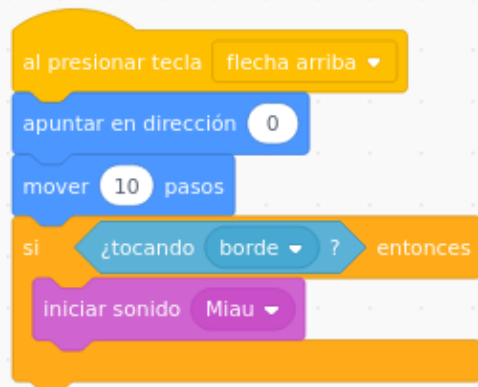 al presionar tecla flecha arriba
apuntar en dirección 0
mover 10 pasos
si ¿tocando borde ? entonces
iniciar sonido Miau